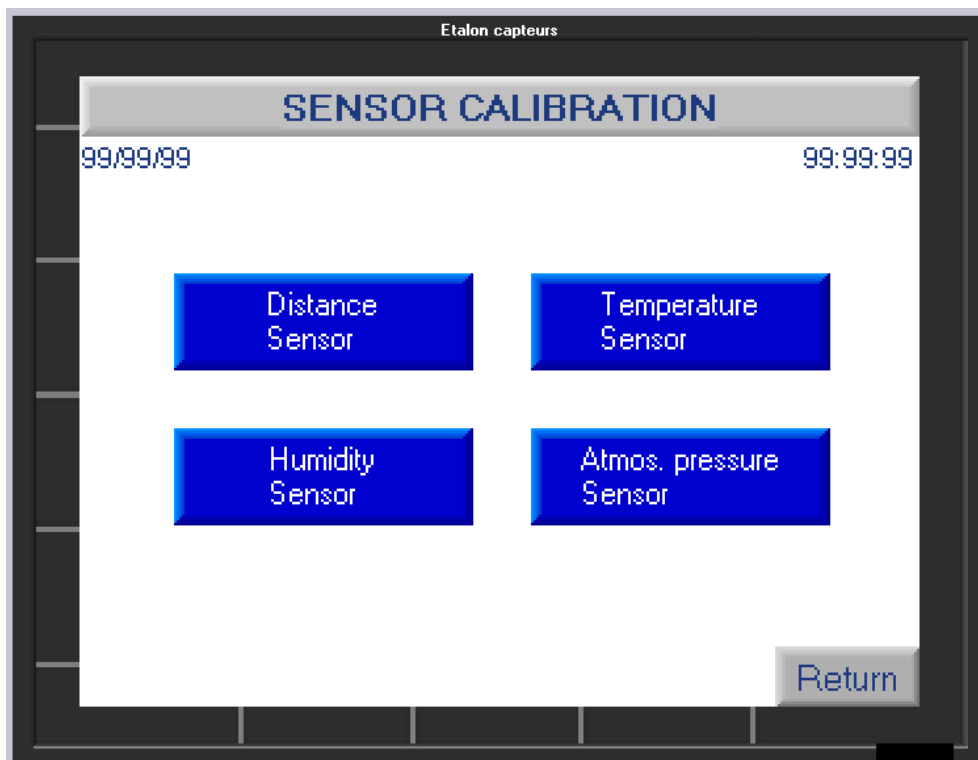 Etalon capteurs
SENSOR CALIBRATION
99/99/99 99:99:99
Distance
Sensor
Temperature
Sensor
Humidity
Sensor
Atmos. pressure
Sensor
Return